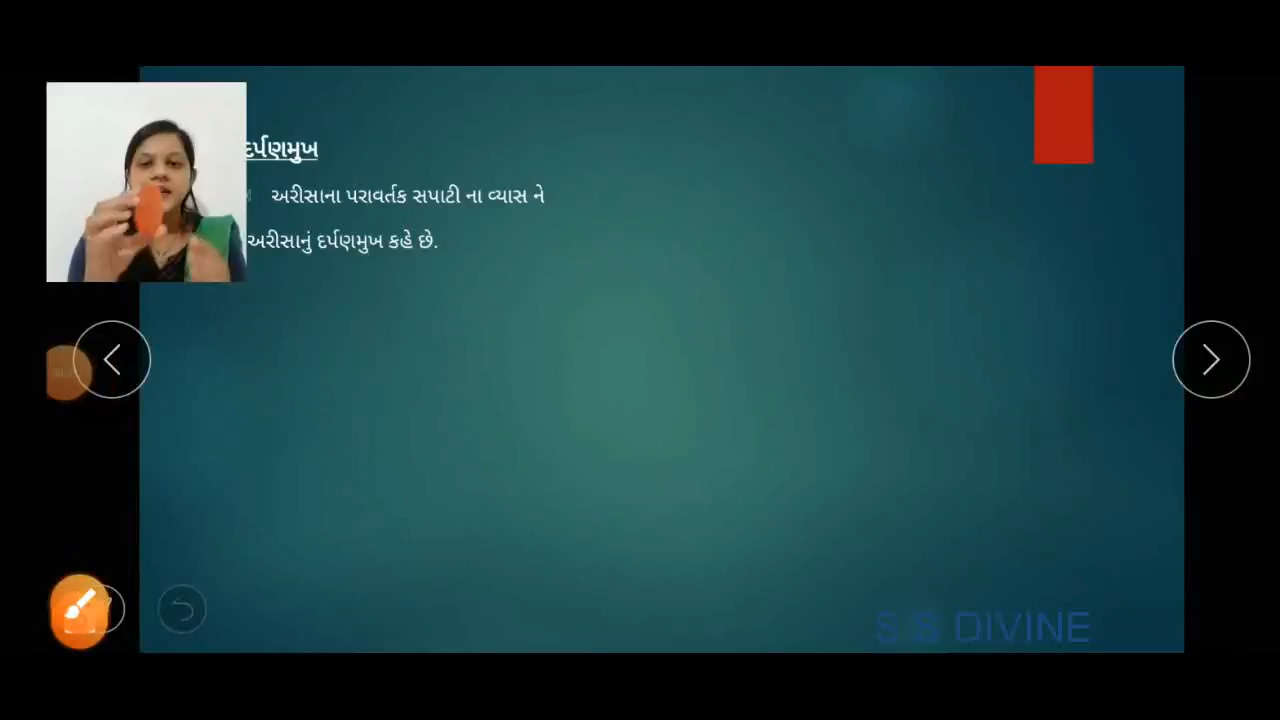 દર્પણમુખ
અરીસાના પરાવર્તક સપાટી ના વ્યાસ ને
અરીસાનું દર્પણમુખ કહે છે.
S.S DIVINE